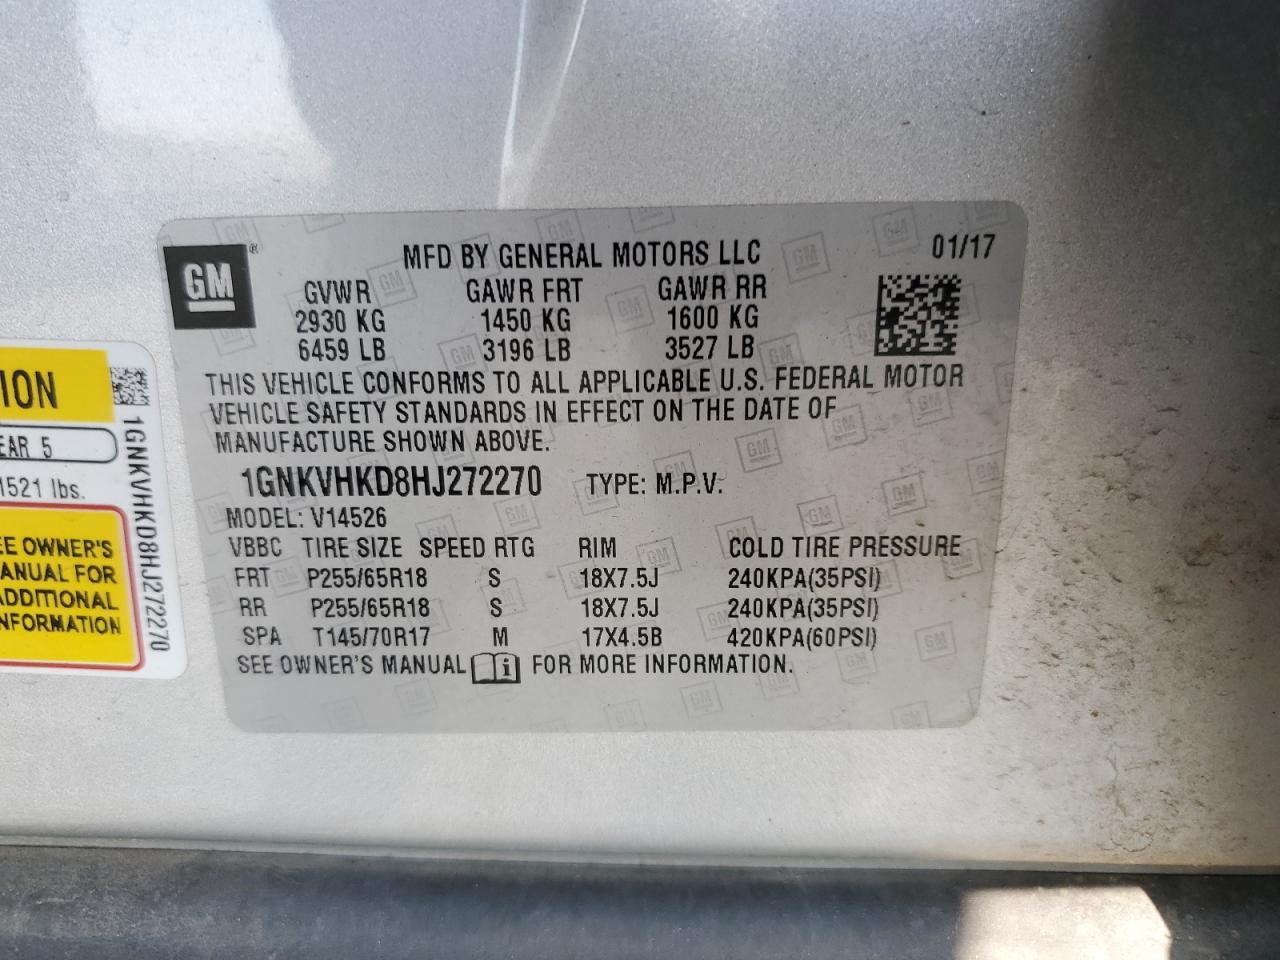 GM ®
MFD BY GENERAL MOTORS LLC 01/17
GVWR GAWR FRT GAWR RR
2930 KG 1450 KG 1600 KG
6459 LB 3196 LB 3527 LB
THIS VEHICLE CONFORMS TO ALL APPLICABLE U.S. FEDERAL MOTOR
VEHICLE SAFETY STANDARDS IN EFFECT ON THE DATE OF
MANUFACTURE SHOWN ABOVE.
1GNKVHKD8HJ272270 TYPE: M.P.V.
MODEL: V14526
VBBC TIRE SIZE SPEED RTG RIM COLD TIRE PRESSURE
FRT P255/65R18 S 18X7.5J 240KPA(35PSI)
RR P255/65R18 S 18X7.5J 240KPA(35PSI)
SPA T145/70R17 M 17X4.5B 420KPA(60PSI)
SEE OWNER'S MANUAL i FOR MORE INFORMATION.
ION
EAR 5
1521 lbs.
EE OWNER'S
ANUAL FOR
ADDITIONAL
NFORMATION
1GNKVHKD8HJ272270